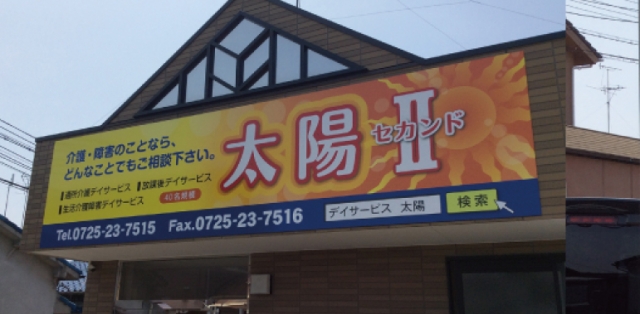 介護・障害のことなら、
どんなことでもご相談下さい。
通所介護デイサービス 放課後デイサービス
生活介護障害デイサービス 40名規模
太陽Ⅱ
セカンド
Tel.0725-23-7515 Fax.0725-23-7516
デイサービス 太陽 検索